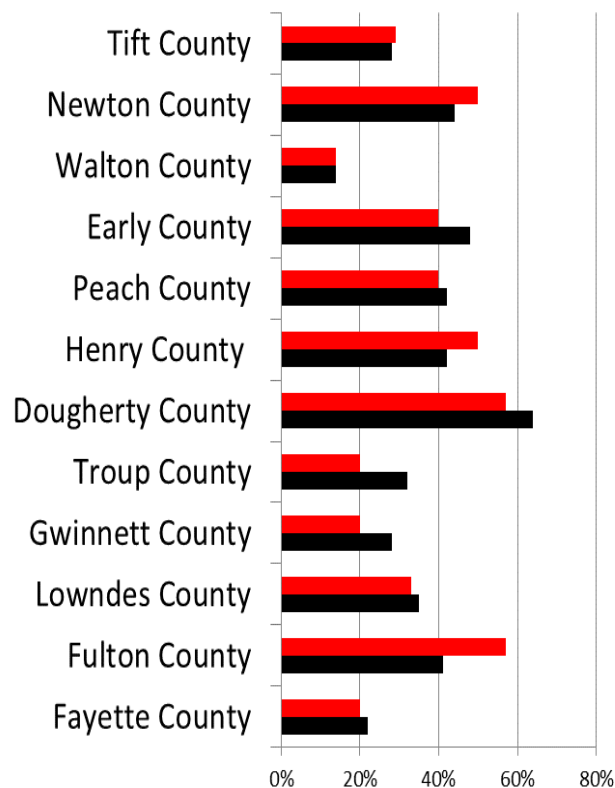 Tift County
Newton County
Walton County
Early County
Peach County
Henry County
Dougherty County
Troup County
Gwinnett County
Lowndes County
Fulton County
Fayette County
0% 20% 40% 60% 80%